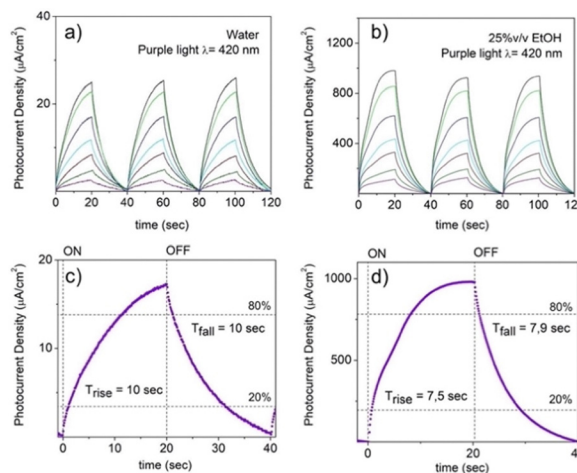 a)
Water
Purple light λ= 420 nm
Photocurrent Density (µA/cm²)
40
20
0 20 40 60 80 100 120
time (sec)
b)
25%v/v EtOH
Purple light λ= 420 nm
Photocurrent Density (µA/cm²)
1200
800
400
0 20 40 60 80 100 120
time (sec)
ON
OFF
c)
Photocurrent Density (µA/cm²)
20
10
0
80%
Tfall = 10 sec
Trise = 10 sec
20%
0 20 40
time (sec)
ON
OFF
d)
Photocurrent Density (µA/cm²)
1000
500
0
80%
Tfall = 7,9 sec
Trise = 7,5 sec
20%
0 20 40
time (sec)